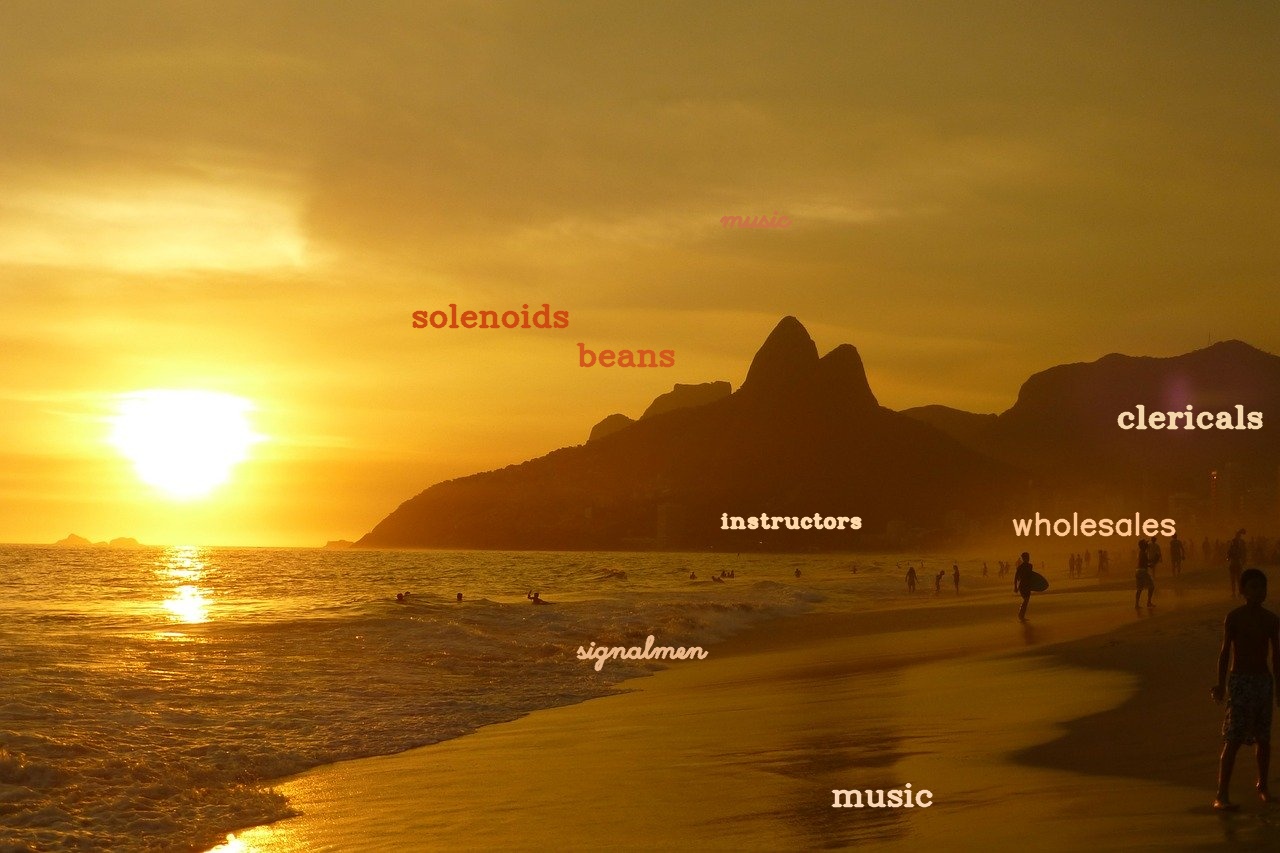 music
solenoids
beans
clericals
instructors
wholesales
signalmen
music